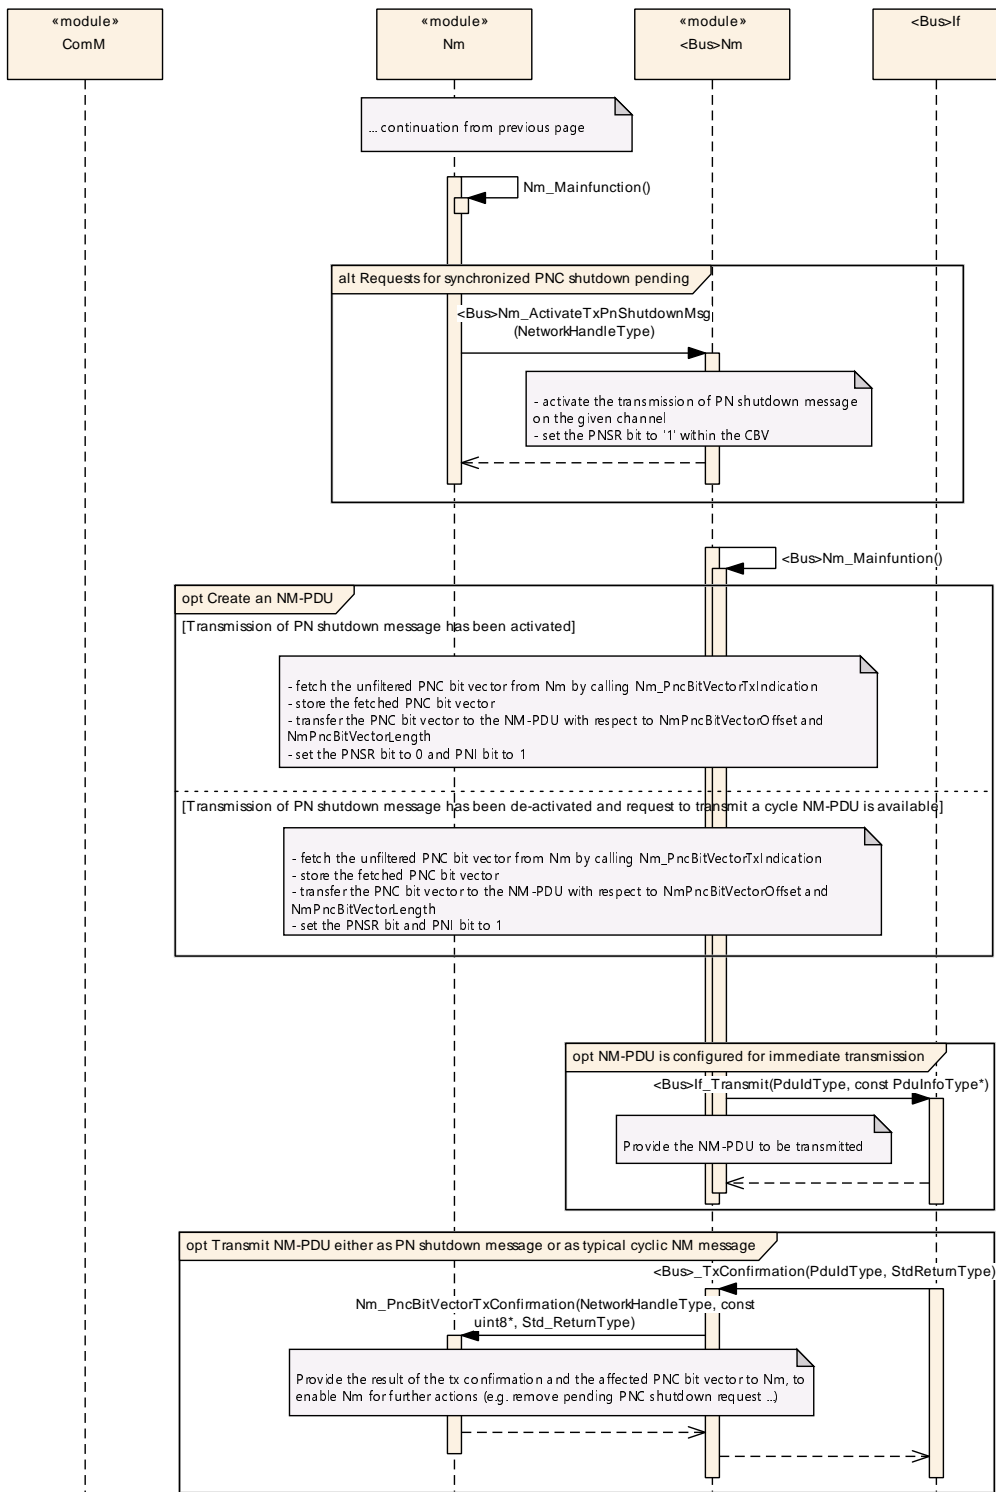 «module»
ComM
«module»
Nm
«module»
<Bus>Nm
<Bus>If
... continuation from previous page
Nm_Mainfunction()
alt Requests for synchronized PNC shutdown pending
<Bus>Nm_ActivateTxPnShutdownMsg
(NetworkHandleType)
- activate the transmission of PN shutdown message
on the given channel
- set the PNSR bit to '1' within the CBV
<Bus>Nm_Mainfuntion()
opt Create an NM-PDU
[Transmission of PN shutdown message has been activated]
- fetch the unfiltered PNC bit vector from Nm by calling Nm_PncBitVectorTxIndication
- store the fetched PNC bit vector
- transfer the PNC bit vector to the NM-PDU with respect to NmPncBitVectorOffset and
NmPncBitVectorLength
- set the PNSR bit to 0 and PNI bit to 1
[Transmission of PN shutdown message has been de-activated and request to transmit a cycle NM-PDU is available]
- fetch the unfiltered PNC bit vector from Nm by calling Nm_PncBitVectorTxIndication
- store the fetched PNC bit vector
- transfer the PNC bit vector to the NM-PDU with respect to NmPncBitVectorOffset and
NmPncBitVectorLength
- set the PNSR bit and PNI bit to 1
opt NM-PDU is configured for immediate transmission
<Bus>If_Transmit(PduIdType, const PduInfoType*)
Provide the NM-PDU to be transmitted
opt Transmit NM-PDU either as PN shutdown message or as typical cyclic NM message
<Bus>_TxConfirmation(PduIdType, StdReturnType)
Nm_PncBitVectorTxConfirmation(NetworkHandleType, const
uint8*, Std_ReturnType)
Provide the result of the tx confirmation and the affected PNC bit vector to Nm, to
enable Nm for further actions (e.g. remove pending PNC shutdown request ...)